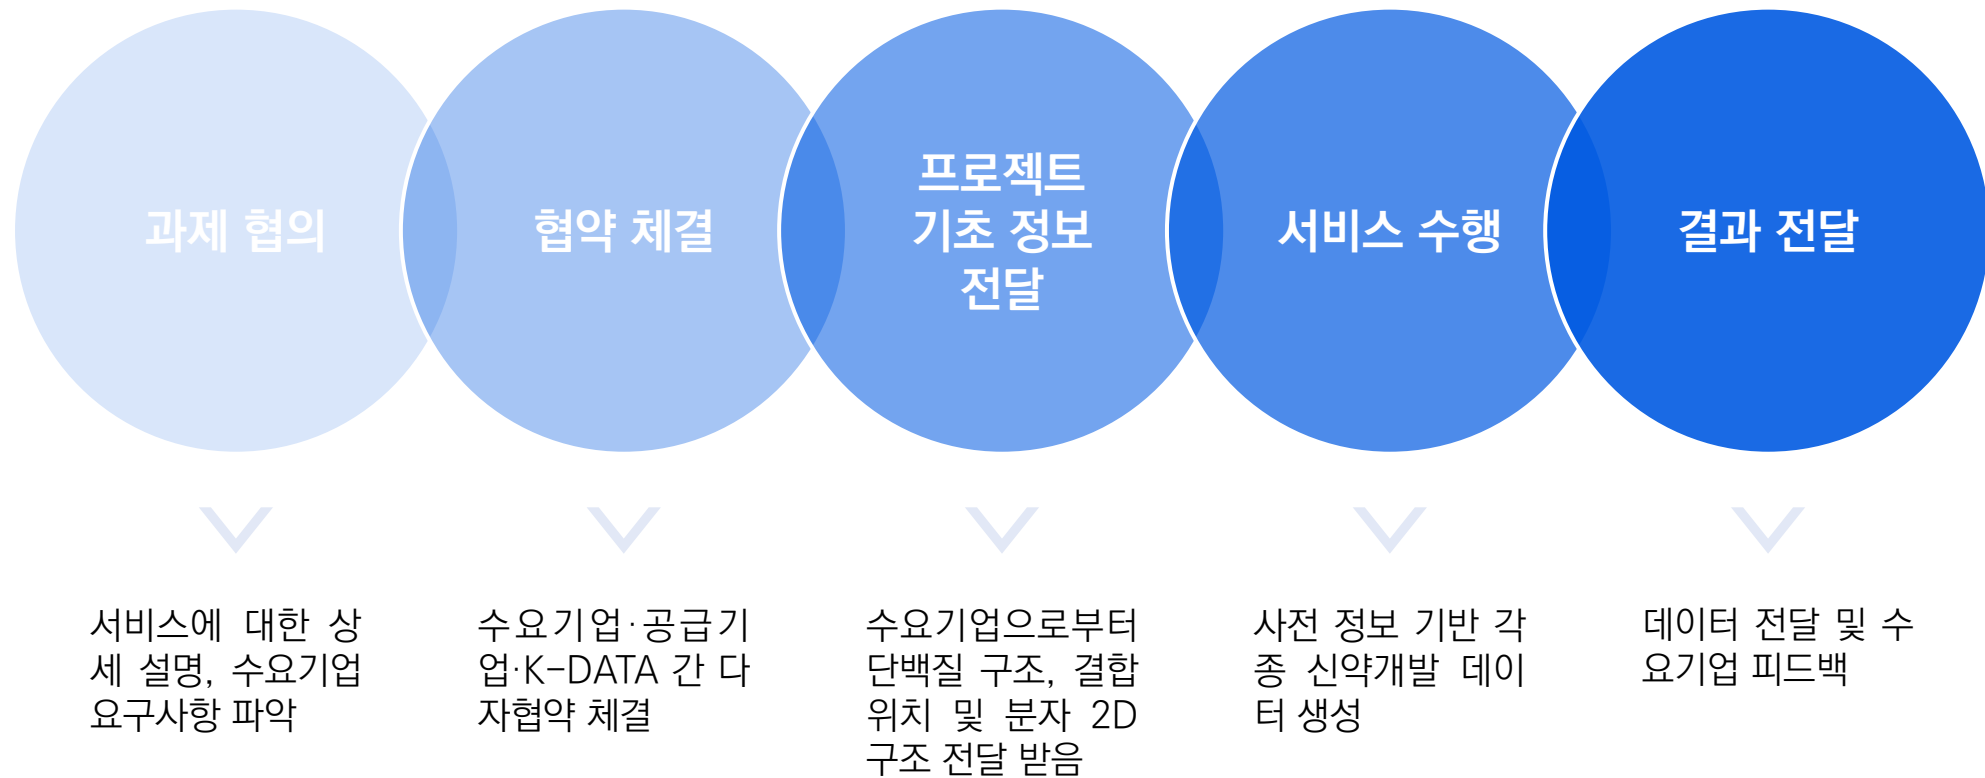 과제 협의
협약 체결
프로젝트
기초 정보
전달
서비스 수행
결과 전달
서비스에 대한 상
세 설명, 수요기업
요구사항 파악
수요기업·공급기
업·K-DATA 간 다
자협약 체결
수요기업으로부터
단백질 구조, 결합
위치 및 분자 2D
구조 전달 받음
사전 정보 기반 각
종 신약개발 데이
터 생성
데이터 전달 및 수
요기업 피드백